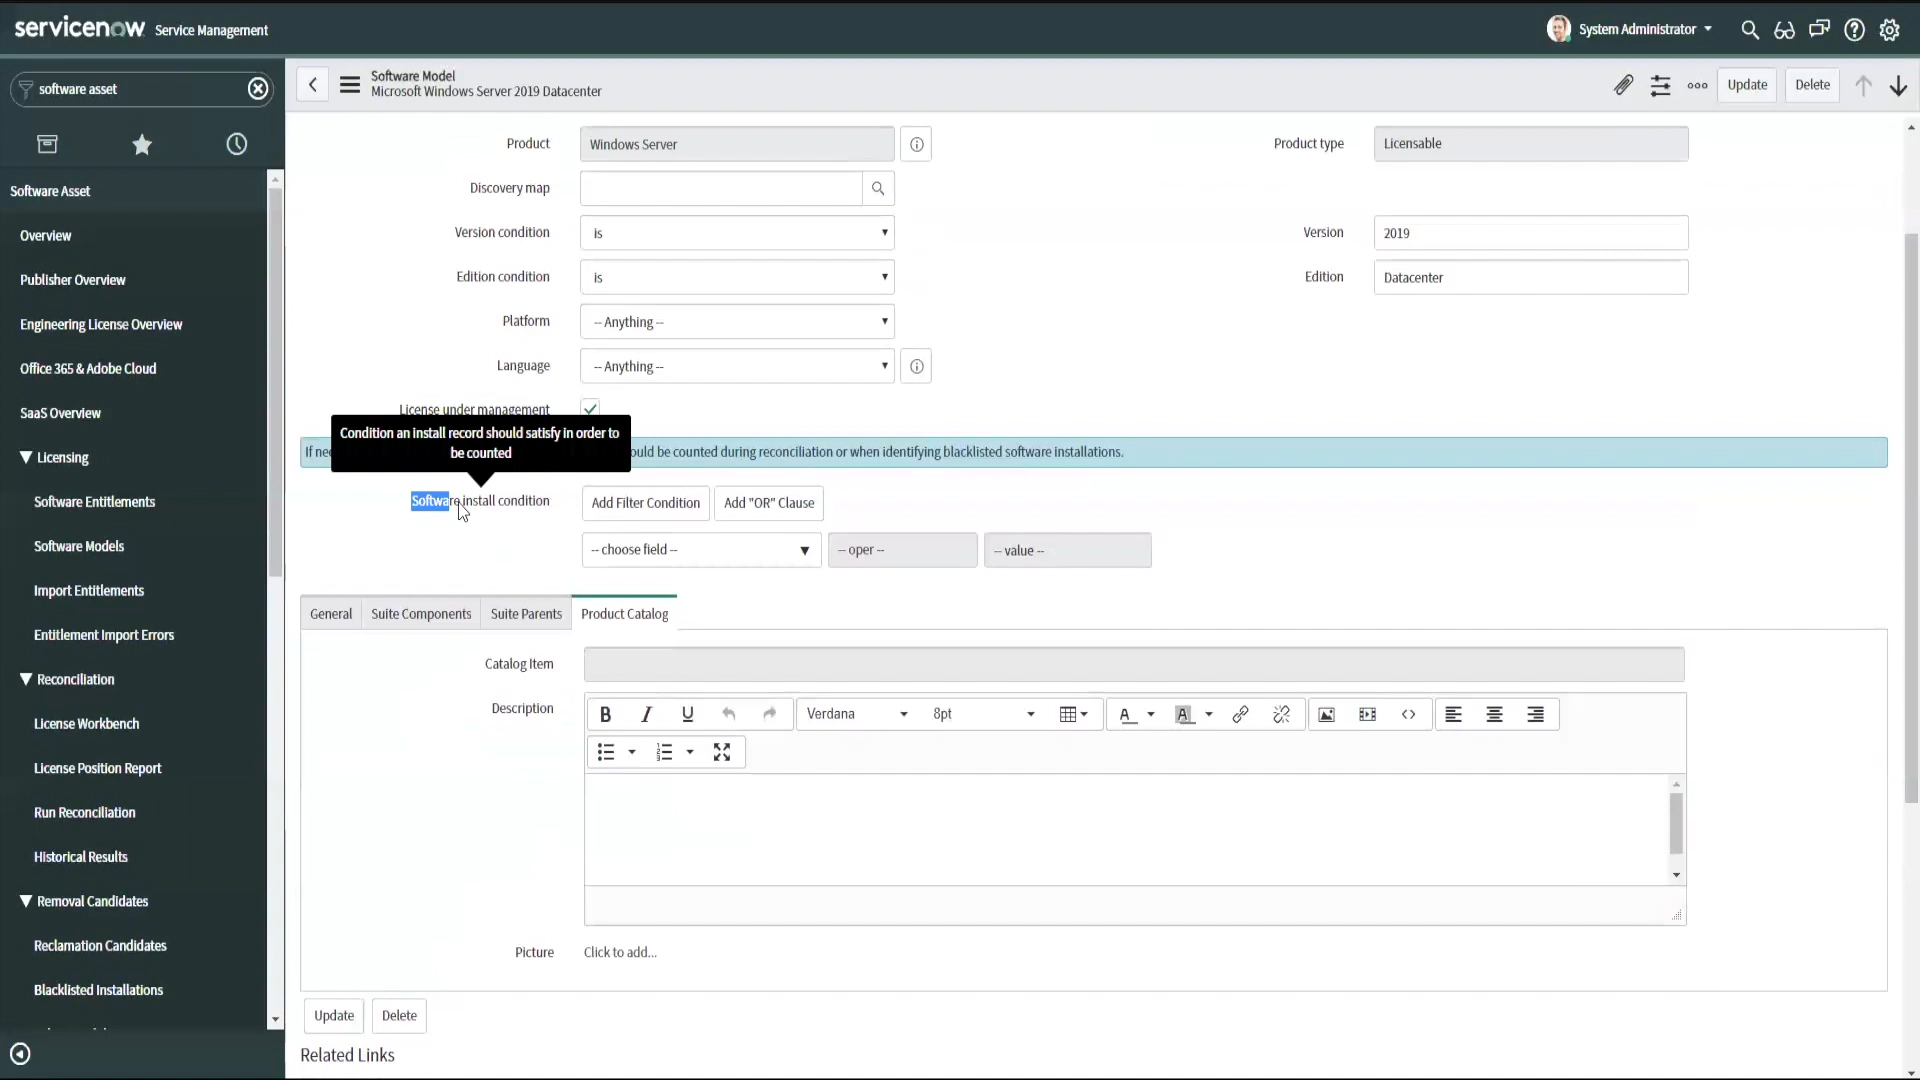 servicenow Service Management
System Administrator
software asset
Software Asset
Overview
Publisher Overview
Engineering License Overview
Office 365 & Adobe Cloud
SaaS Overview
Licensing
Software Entitlements
Software Models
Import Entitlements
Entitlement Import Errors
Reconciliation
License Workbench
License Position Report
Run Reconciliation
Historical Results
Removal Candidates
Reclamation Candidates
Blacklisted Installations
Software Model
Microsoft Windows Server 2019 Datacenter
Update
Delete
Product
Windows Server
Product type
Licensable
Discovery map
Version condition
is
Version
2019
Edition condition
is
Edition
Datacenter
Platform
-- Anything --
Language
-- Anything --
License under management
Condition an install record should satisfy in order to
be counted
If
be counted during reconciliation or when identifying blacklisted software installations.
Software install condition
Add Filter Condition
Add "OR" Clause
-- choose field --
-- oper --
-- value --
General
Suite Components
Suite Parents
Product Catalog
Catalog Item
Description
B I U
Verdana
8pt
A
A
Picture
Click to add...
Update
Delete
Related Links